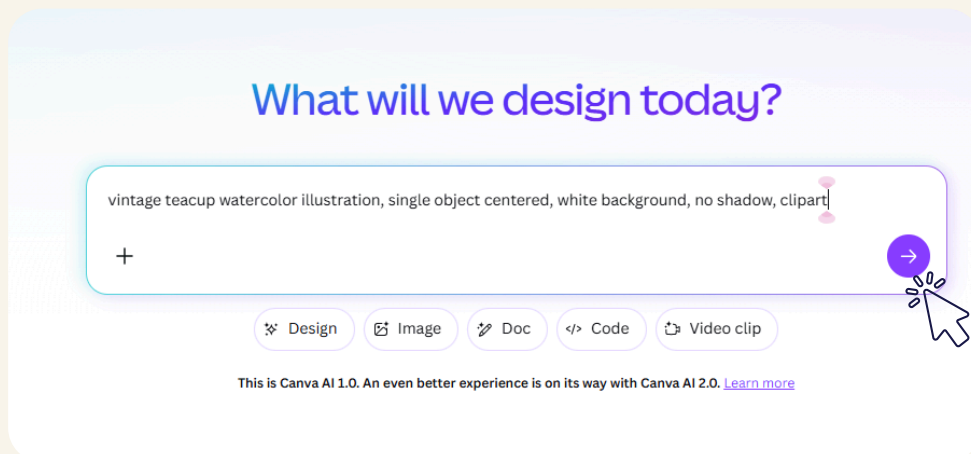 What will we design today?
vintage teacup watercolor illustration, single object centered, white background, no shadow, clipart
Design Image Doc </> Code Video clip
This is Canva AI 1.0. An even better experience is on its way with Canva AI 2.0. Learn more